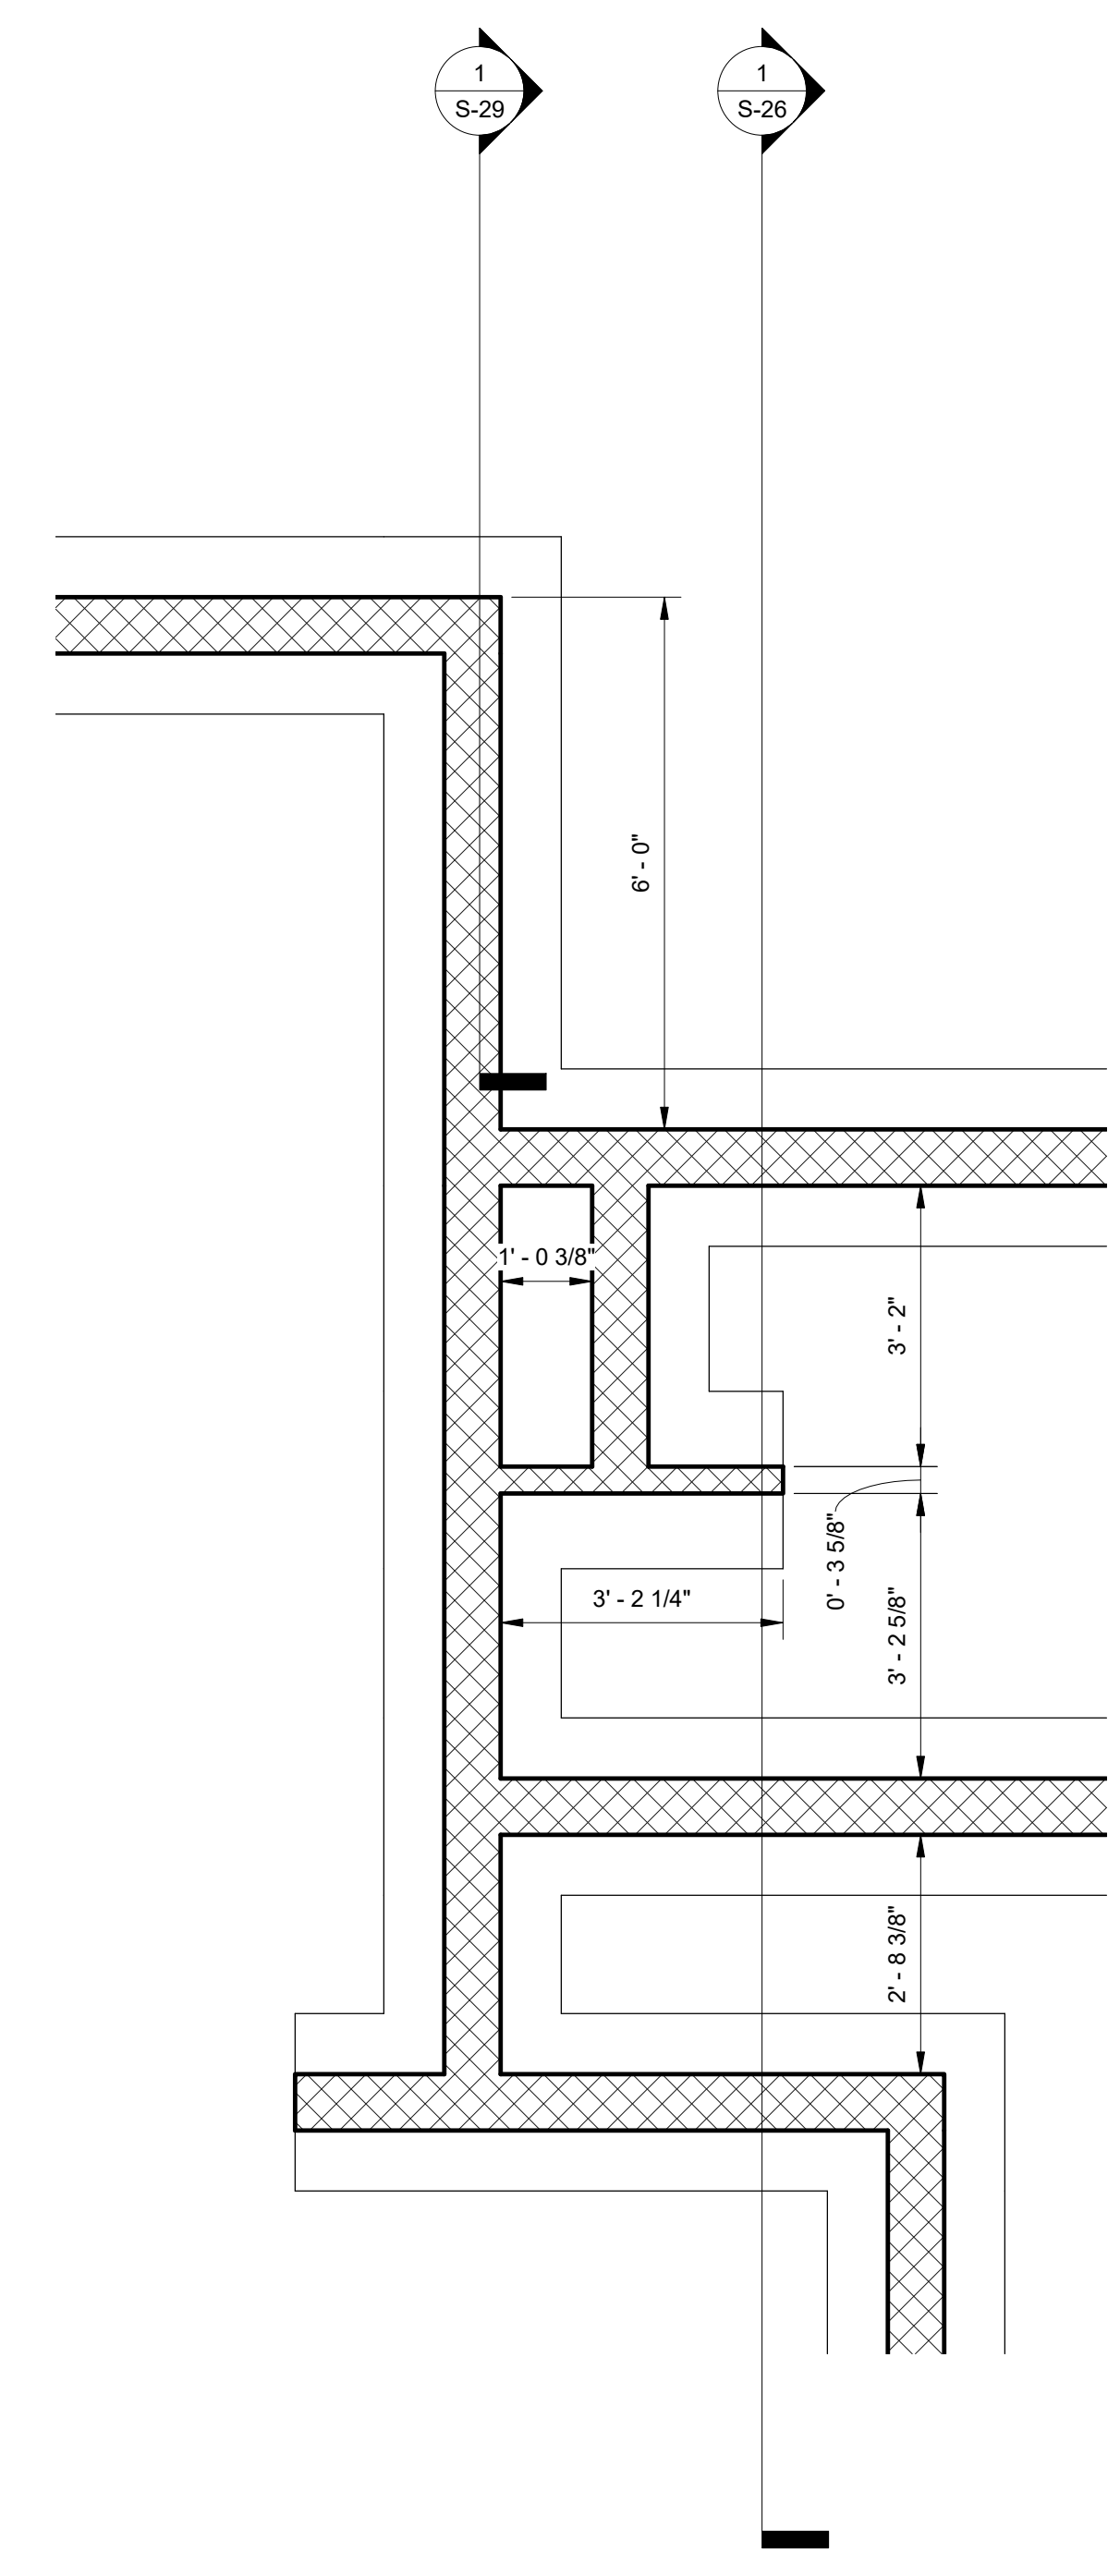 1
S-29
1
S-26
6' - 0"
1' - 0 3/8"
3' - 2"
0' - 3 5/8"
3' - 2 1/4"
3' - 2 5/8"
2' - 8 3/8"